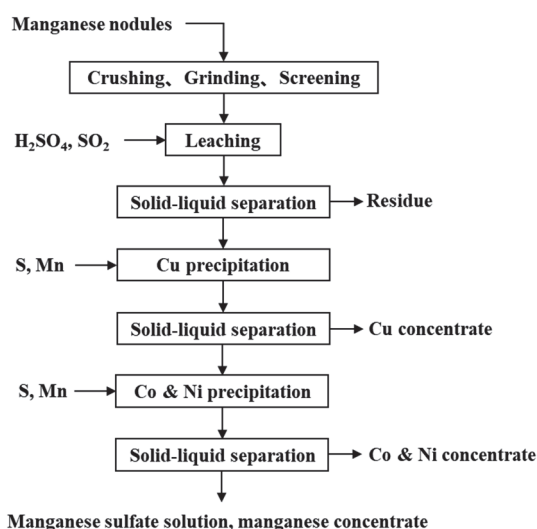 Manganese nodules
Crushing、Grinding、Screening
H₂SO₄, SO₂
Leaching
Solid-liquid separation
Residue
S, Mn
Cu precipitation
Solid-liquid separation
Cu concentrate
S, Mn
Co & Ni precipitation
Solid-liquid separation
Co & Ni concentrate
Manganese sulfate solution, manganese concentrate